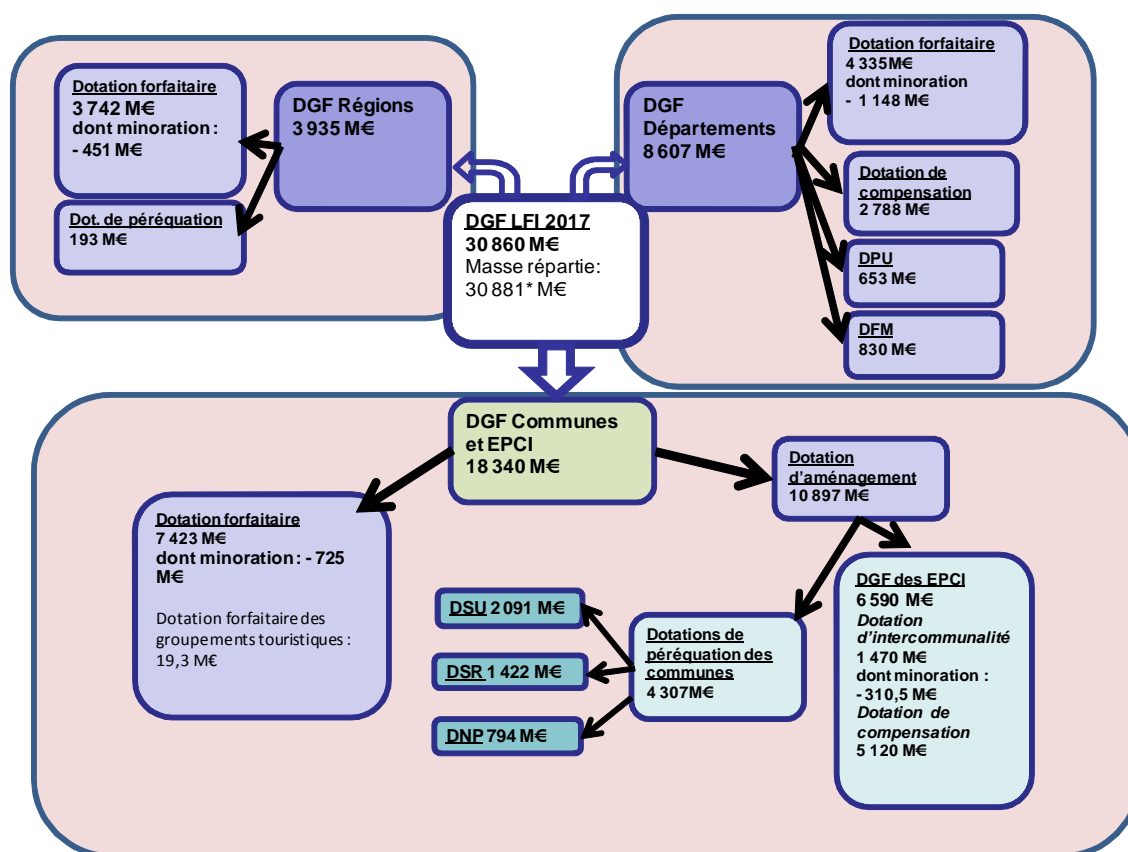 Dotation forfaitaire
3 742 M€
dont minoration :
- 451 M€
DGF Régions
3 935 M€
Dot. de péréquation
193 M€
DGF
Départements
8 607 M€
Dotation forfaitaire
4 335M€
dont minoration
- 1 148 M€
Dotation de
compensation
2 788 M€
DPU
653 M€
DFM
830 M€
DGF LFI 2017
30 860 M€
Masse répartie:
30 881* M€
DGF Communes
et EPCI
18 340 M€
Dotation forfaitaire
7 423 M€
dont minoration : - 725
M€
Dotation forfaitaire des
groupements touristiques :
19,3 M€
Dotation
d'aménagement
10 897 M€
DSU 2 091 M€
DSR 1 422 M€
DNP 794 M€
Dotations de
péréquation des
communes
4 307M€
DGF des EPCI
6 590 M€
Dotation
d'intercommunalité
1 470 M€
dont minoration :
- 310,5 M€
Dotation de
compensation
5 120 M€